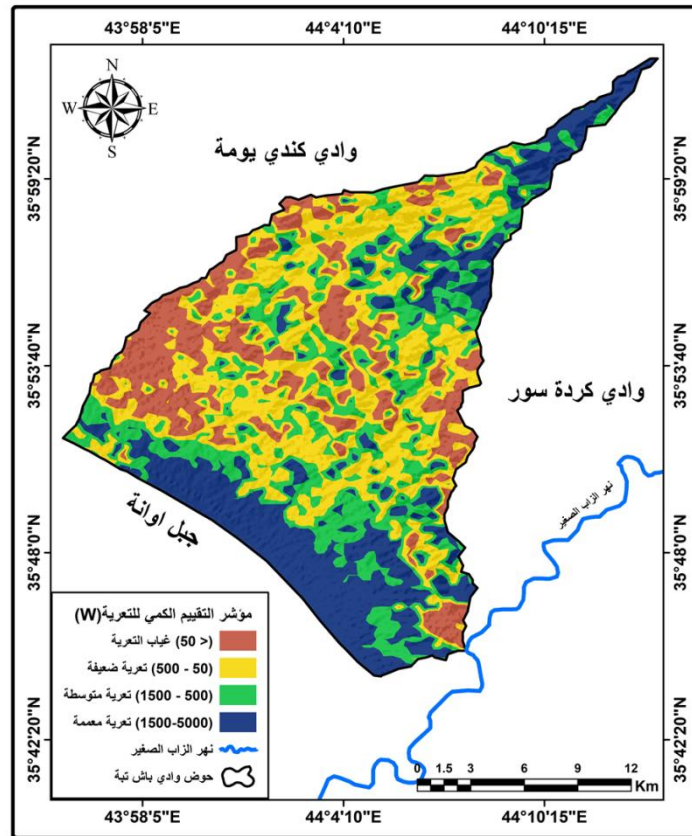 43°58'5"E 44°4'10"E 44°10'15"E
N
W E
S
وادي كندي يومة
35°59'20"N 35°59'20"N
35°53'40"N 35°53'40"N
وادي كردة سور
نهر الزاب الصغير
جبل اوانة
35°48'0"N 35°48'0"N
مؤشر التقييم الكمي للتعرية(W)
(< 50) غياب التعرية
(50 - 500) تعرية ضعيفة
(500 - 1500) تعرية متوسطة
(1500-5000) تعرية معممة
نهر الزاب الصغير
حوض وادي باش تبة
35°42'20"N 35°42'20"N
0 1.5 3 6 9 12
Km
43°58'5"E 44°4'10"E 44°10'15"E